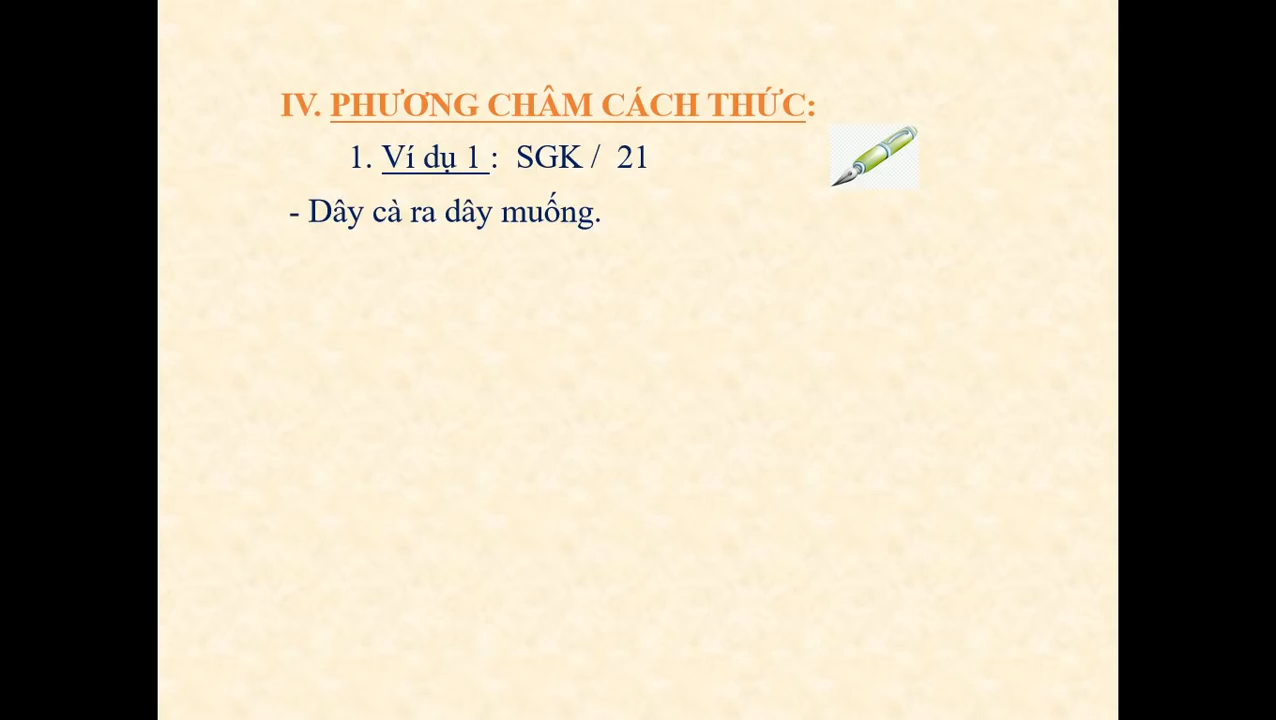 IV. PHƯƠNG CHÂM CÁCH THỨC:
1. Ví dụ 1 : SGK / 21
- Dây cà ra dây muống.